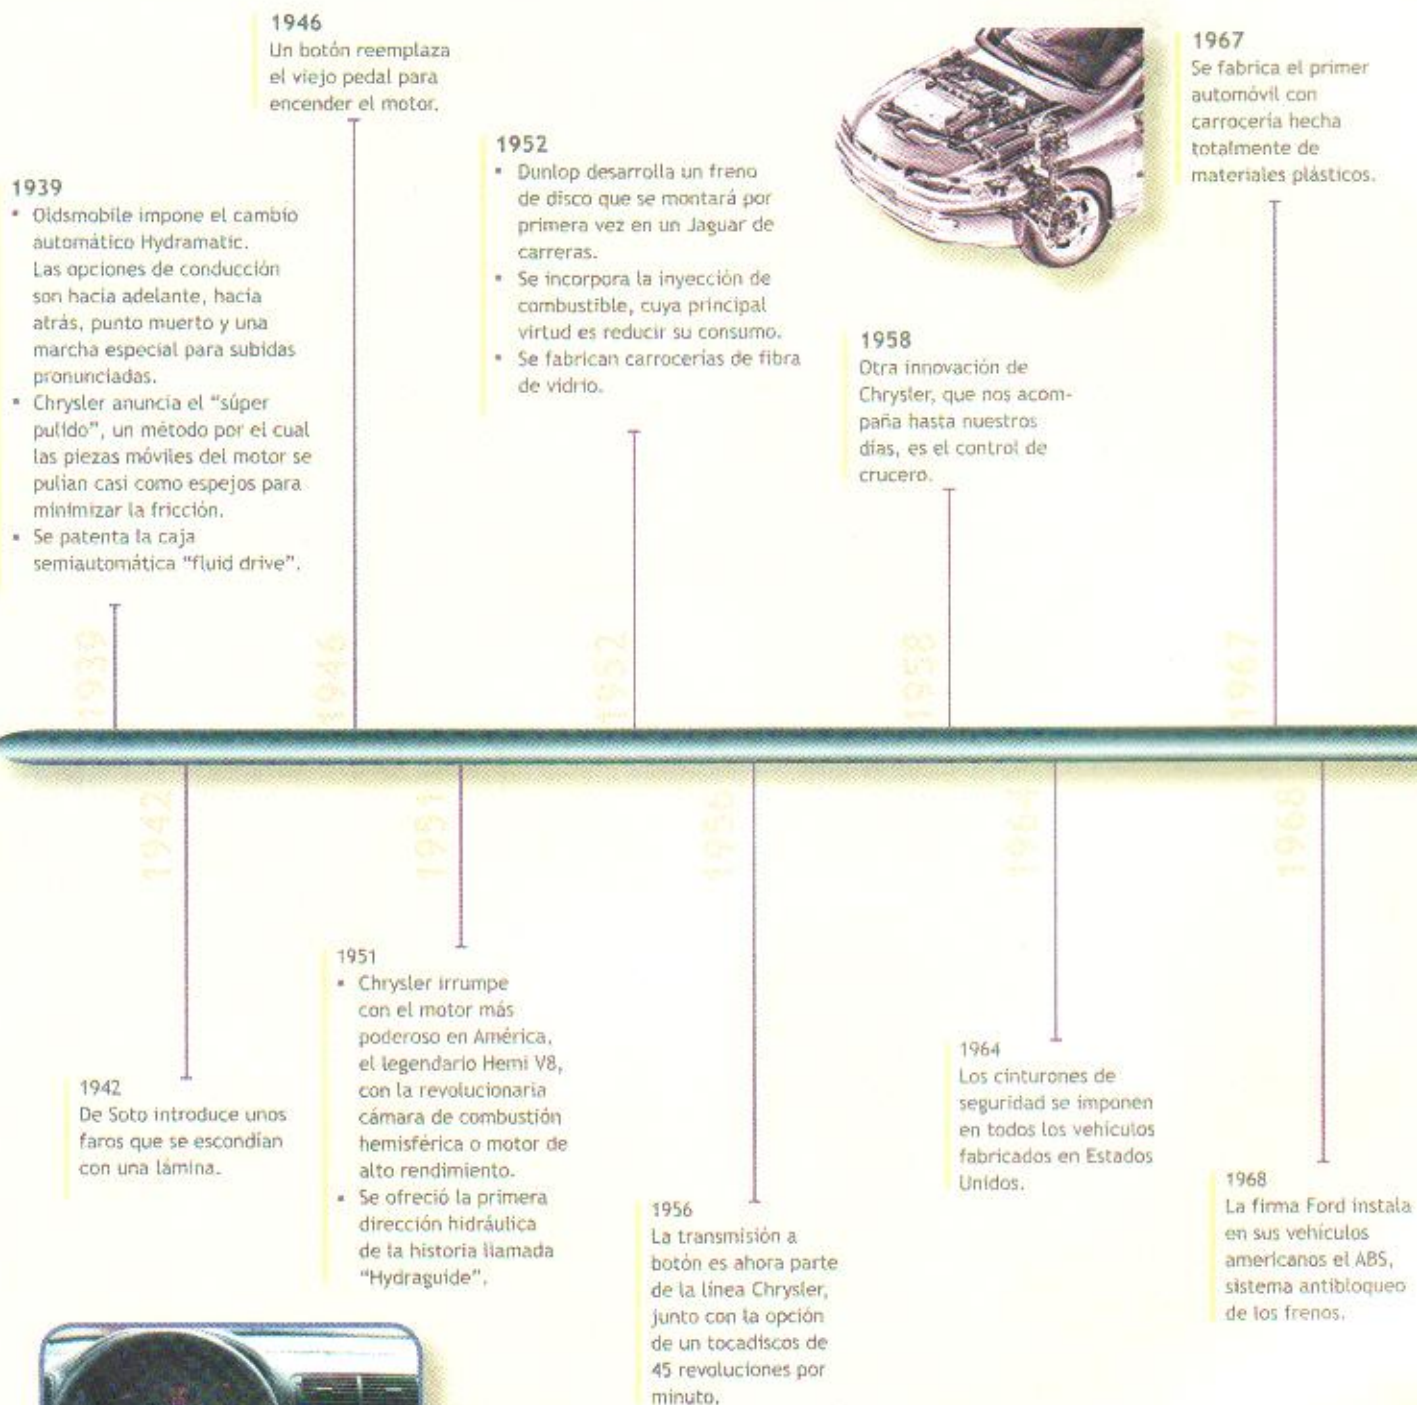 1946
Un botón reemplaza
el viejo pedal para
encender el motor.
1967
Se fabrica el primer
automóvil con
carrocería hecha
totalmente de
materiales plásticos.
1952
• Dunlop desarrolla un freno
de disco que se montará por
primera vez en un Jaguar de
carreras.
• Se incorpora la inyección de
combustible, cuya principal
virtud es reducir su consumo.
• Se fabrican carrocerías de fibra
de vidrio.
1939
• Oldsmobile impone el cambio
automático Hydramatic.
Las opciones de conducción
son hacia adelante, hacia
atrás, punto muerto y una
marcha especial para subidas
pronunciadas.
• Chrysler anuncia el “súper
pulido”, un método por el cual
las piezas móviles del motor se
pulían casi como espejos para
minimizar la fricción.
• Se patenta la caja
semiautomática “fluid drive”.
1958
Otra innovación de
Chrysler, que nos acom-
paña hasta nuestros
días, es el control de
crucero.
1939
1946
1952
1958
1967
1942
1951
1956
1964
1968
1942
De Soto introduce unos
faros que se escondían
con una lámina.
1951
• Chrysler irrumpe
con el motor más
poderoso en América,
el legendario Hemi V8,
con la revolucionaria
cámara de combustión
hemisférica o motor de
alto rendimiento.
• Se ofreció la primera
dirección hidráulica
de la historia llamada
“Hydraguide”.
1956
La transmisión a
botón es ahora parte
de la línea Chrysler,
junto con la opción
de un tocadiscos de
45 revoluciones por
minuto.
1964
Los cinturones de
seguridad se imponen
en todos los vehículos
fabricados en Estados
Unidos.
1968
La firma Ford instala
en sus vehículos
americanos el ABS,
sistema antibloqueo
de los frenos.